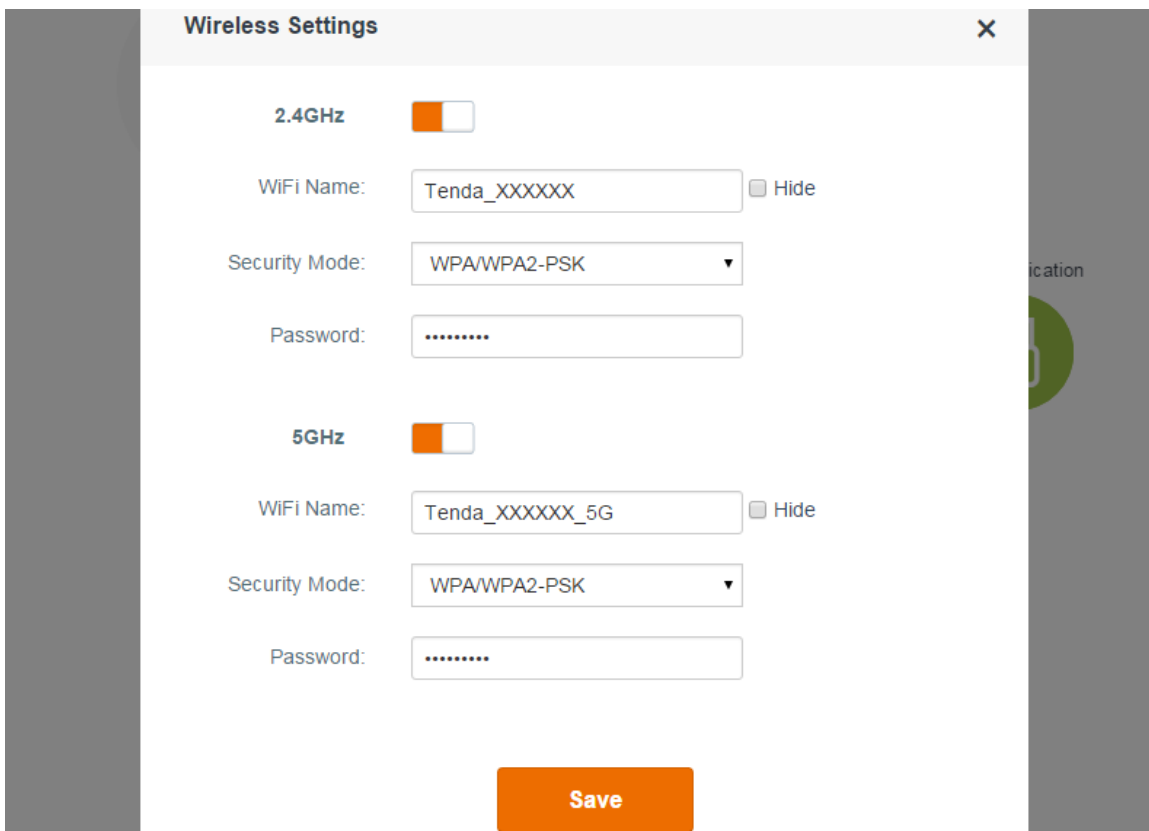 Wireless Settings
2.4GHz
WiFi Name: Tenda_XXXXXX Hide
Security Mode: WPA/WPA2-PSK
Password: •••••••••
5GHz
WiFi Name: Tenda_XXXXXX_5G Hide
Security Mode: WPA/WPA2-PSK
Password: •••••••••
ication
Save